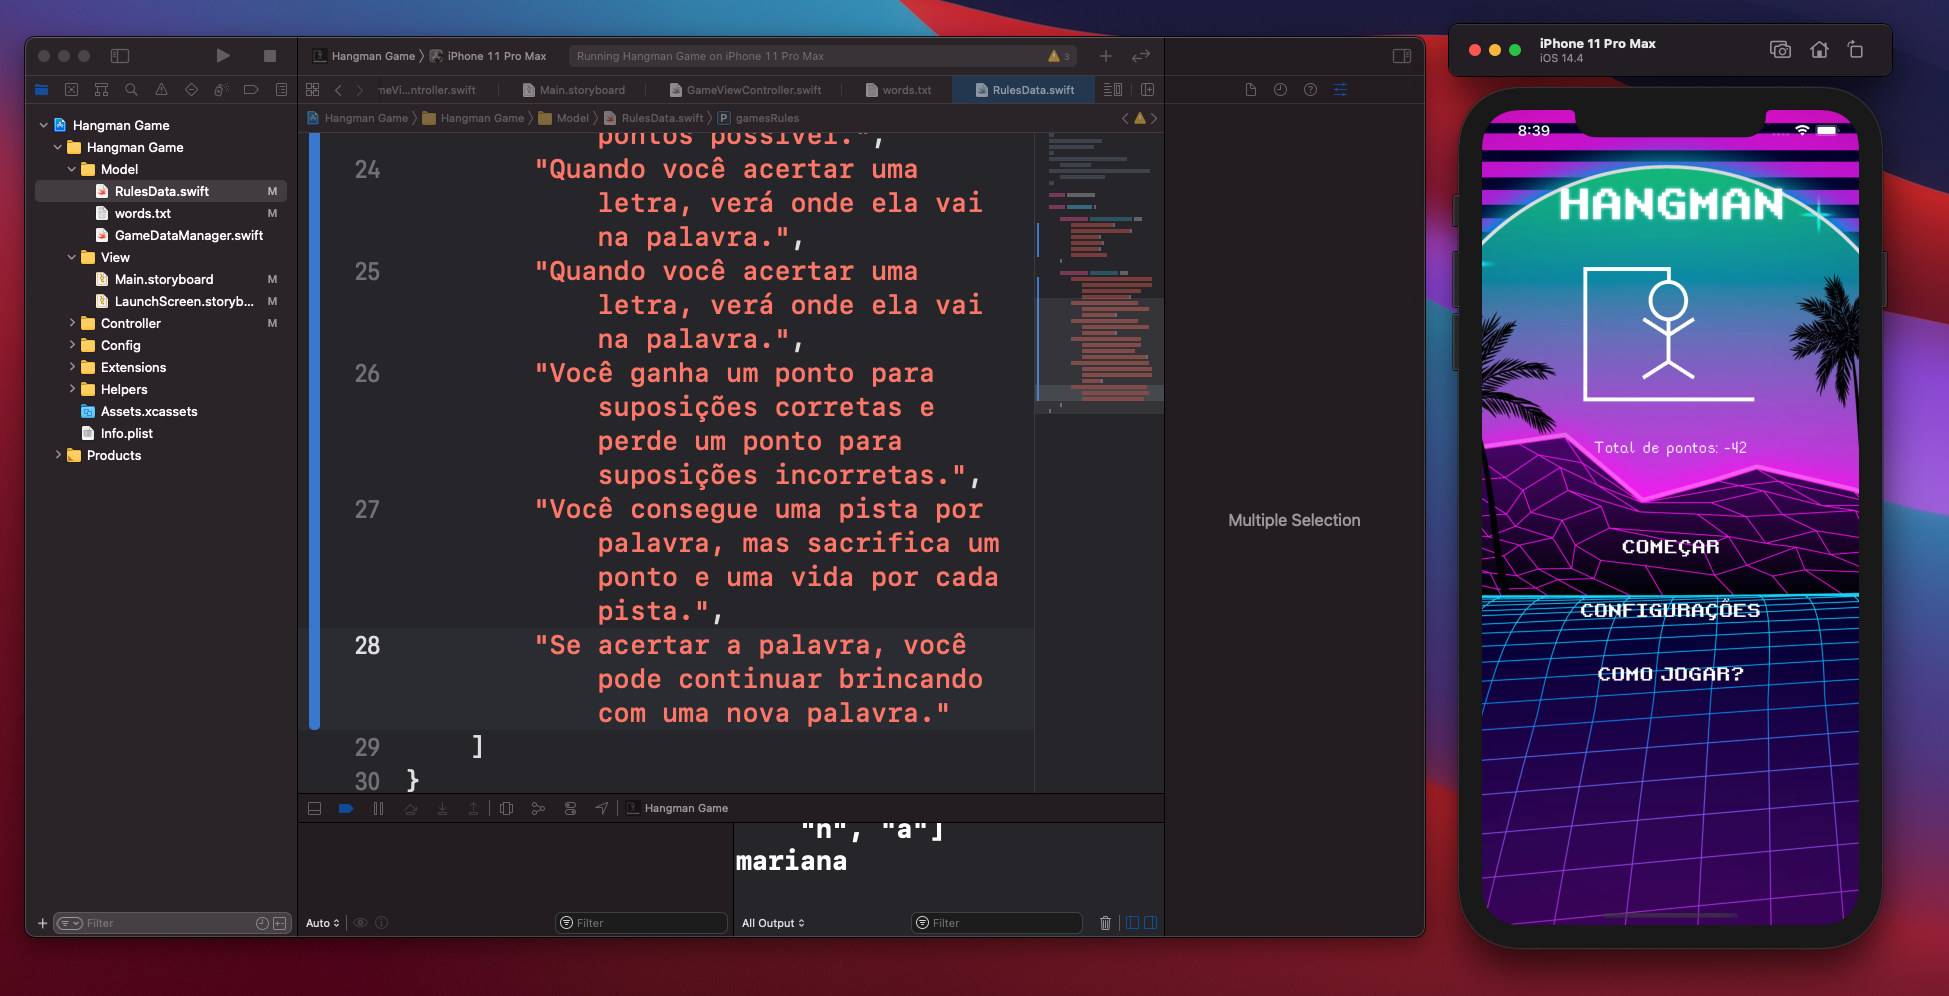 Hangman Game
iPhone 11 Pro Max
Running Hangman Game on iPhone 11 Pro Max
3
ntroller.swift
Main.storyboard
GameViewController.swift
words.txt
RulesData.swift
Hangman Game
Hangman Game
Model
RulesData.swift
P
gamesRules
Hangman Game
Hangman Game
Model
RulesData.swift M
words.txt M
GameDataManager.swift
View
Main.storyboard M
LaunchScreen.storyb... M
Controller M
Config
Extensions
Helpers
Assets.xcassets
Info.plist
Products
Filter
pontos possível.",
24 "Quando você acertar uma
letra, verá onde ela vai
na palavra.",
25 "Quando você acertar uma
letra, verá onde ela vai
na palavra.",
26 "Você ganha um ponto para
suposições corretas e
perde um ponto para
suposições incorretas.",
27 "Você consegue uma pista por
palavra, mas sacrifica um
ponto e uma vida por cada
pista.",
28 "Se acertar a palavra, você
pode continuar brincando
com uma nova palavra."
29 ]
30 }
Hangman Game
"n", "a"]
mariana
Auto
Filter
All Output
Filter
Multiple Selection
iPhone 11 Pro Max
iOS 14.4
8:39
HANGMAN
Total de pontos: -42
COMEÇAR
CONFIGURAÇÕES
COMO JOGAR?